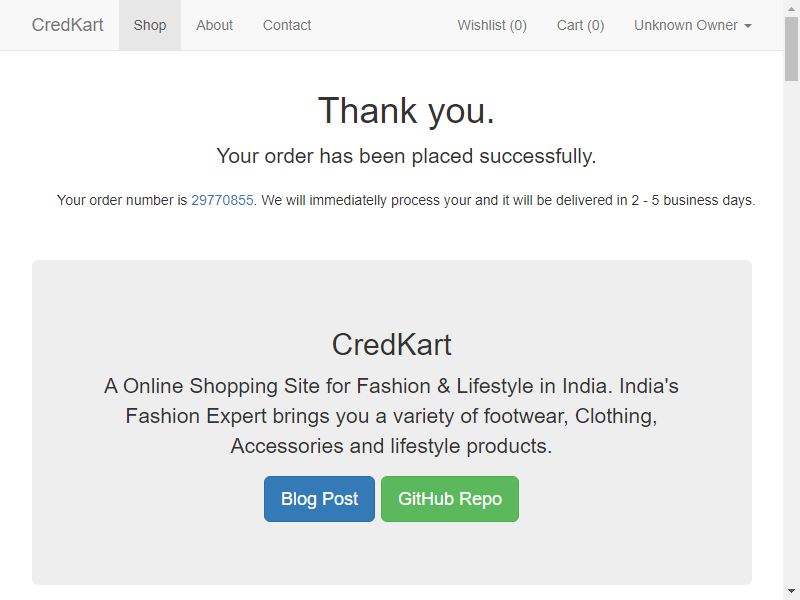 CredKart Shop About Contact Wishlist (0) Cart (0) Unknown Owner
Thank you.
Your order has been placed successfully.
Your order number is 29770855. We will immediatelly process your and it will be delivered in 2 - 5 business days.
CredKart
A Online Shopping Site for Fashion & Lifestyle in India. India's
Fashion Expert brings you a variety of footwear, Clothing,
Accessories and lifestyle products.
Blog Post GitHub Repo